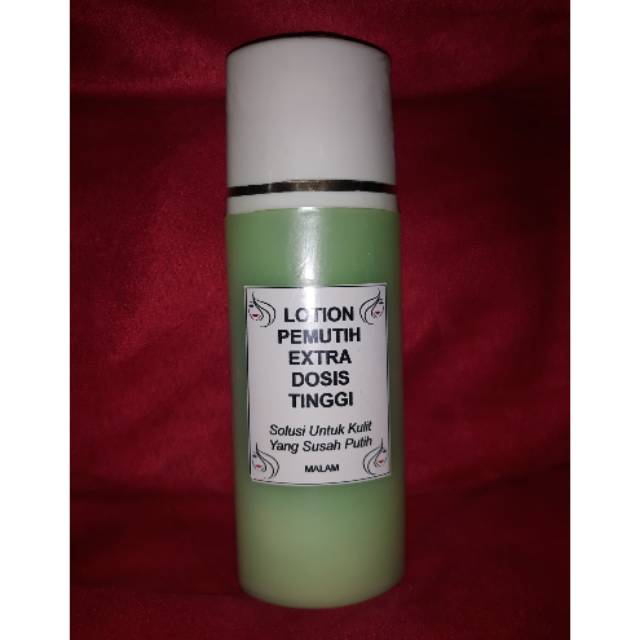 LOTION
PEMUTIH
EXTRA
DOSIS
TINGGI
Solusi Untuk Kulit
Yang Susah Putih
MALAM